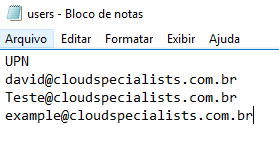 users - Bloco de notas
Arquivo Editar Formatar Exibir Ajuda
UPN
david@cloudspecialists.com.br
Teste@cloudspecialists.com.br
example@cloudspecialists.com.br